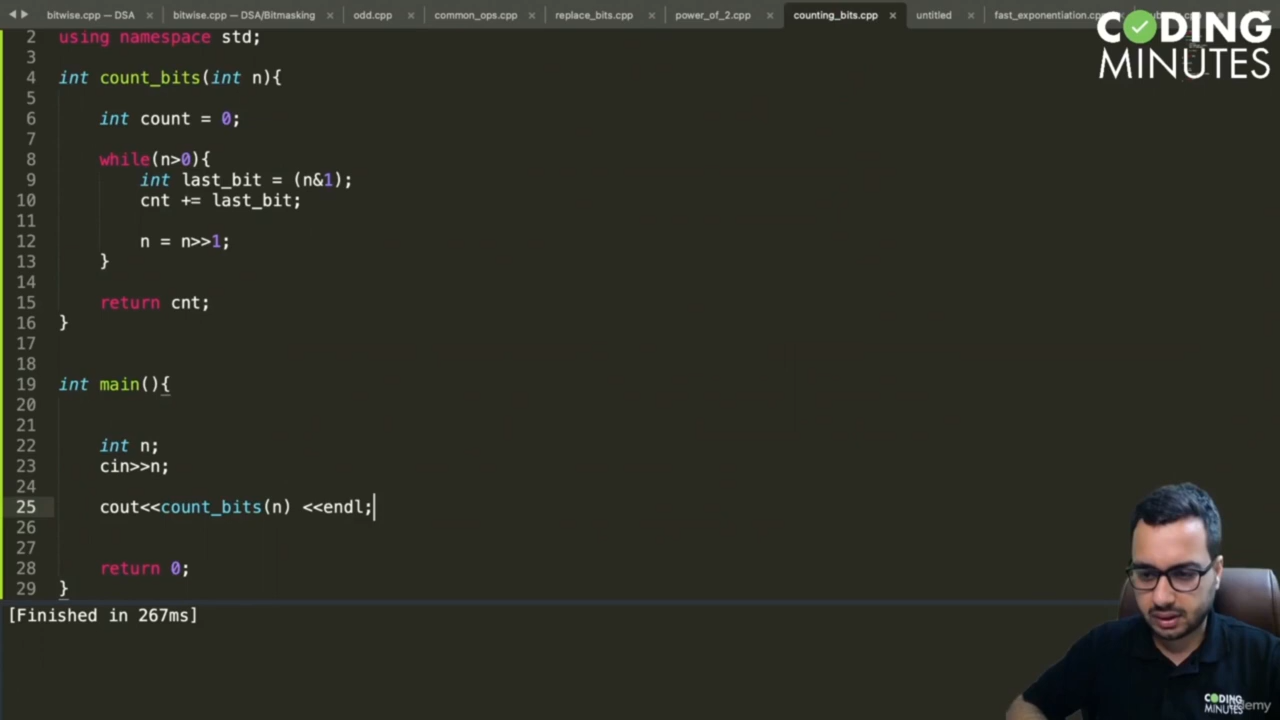 bitwise.cpp — DSA
bitwise.cpp — DSA/Bitmasking
odd.cpp
common_ops.cpp
replace_bits.cpp
power_of_2.cpp
counting_bits.cpp
untitled
fast_exponentiation.cpp
CODING
MINUTES
2 using namespace std;
3
4 int count_bits(int n){
5
6 int count = 0;
7
8 while(n>0){
9 int last_bit = (n&1);
10 cnt += last_bit;
11
12 n = n>>1;
13 }
14
15 return cnt;
16 }
17
18
19 int main(){
20
21
22 int n;
23 cin>>n;
24
25 cout<<count_bits(n) <<endl;
26
27
28 return 0;
29 }
[Finished in 267ms]
CODING
MINUTES
Udemy